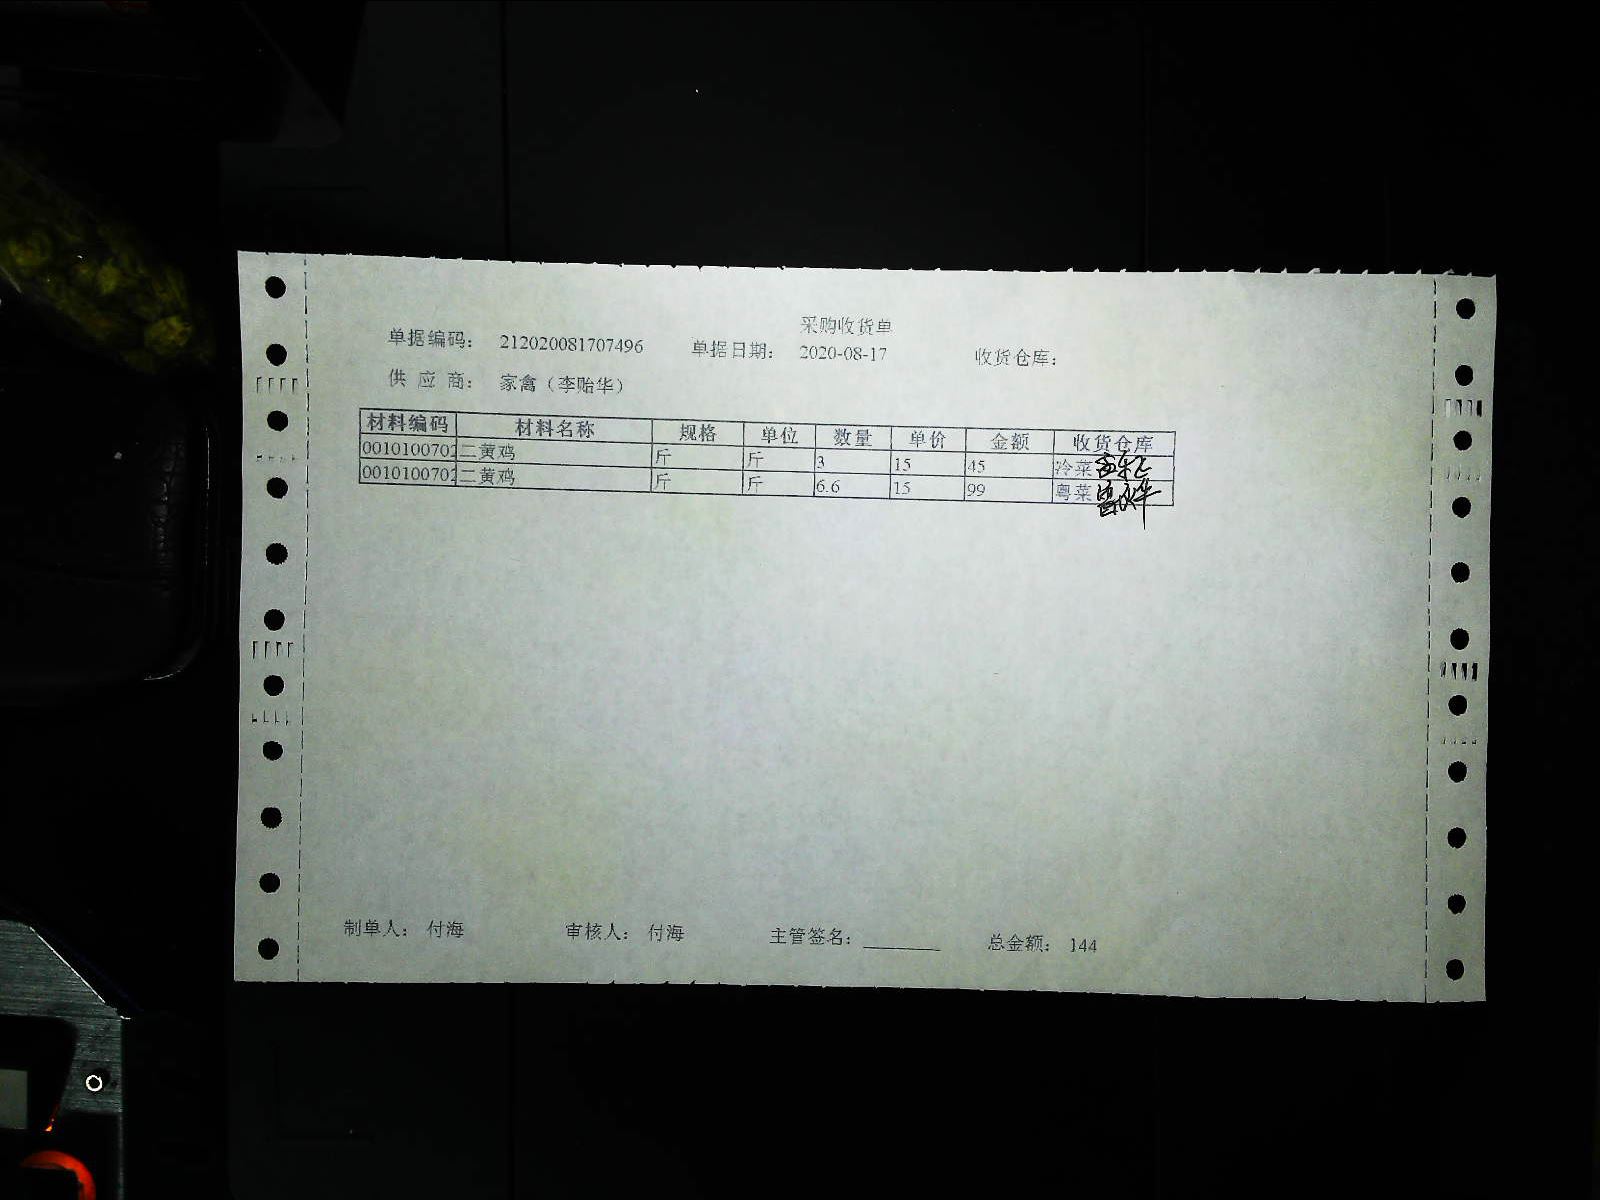 采购收货单
单据编码： 212020081707496 单据日期： 2020-08-17 收货仓库：
供 应 商： 家禽（李贻华）
材料编码 材料名称 规格 单位 数量 单价 金额 收货仓库
0010100702 二黄鸡 斤 斤 3 15 45 冷菜
0010100702 二黄鸡 斤 斤 6.6 15 99 粤菜
制单人： 付海 审核人： 付海 主管签名： 总金额： 144